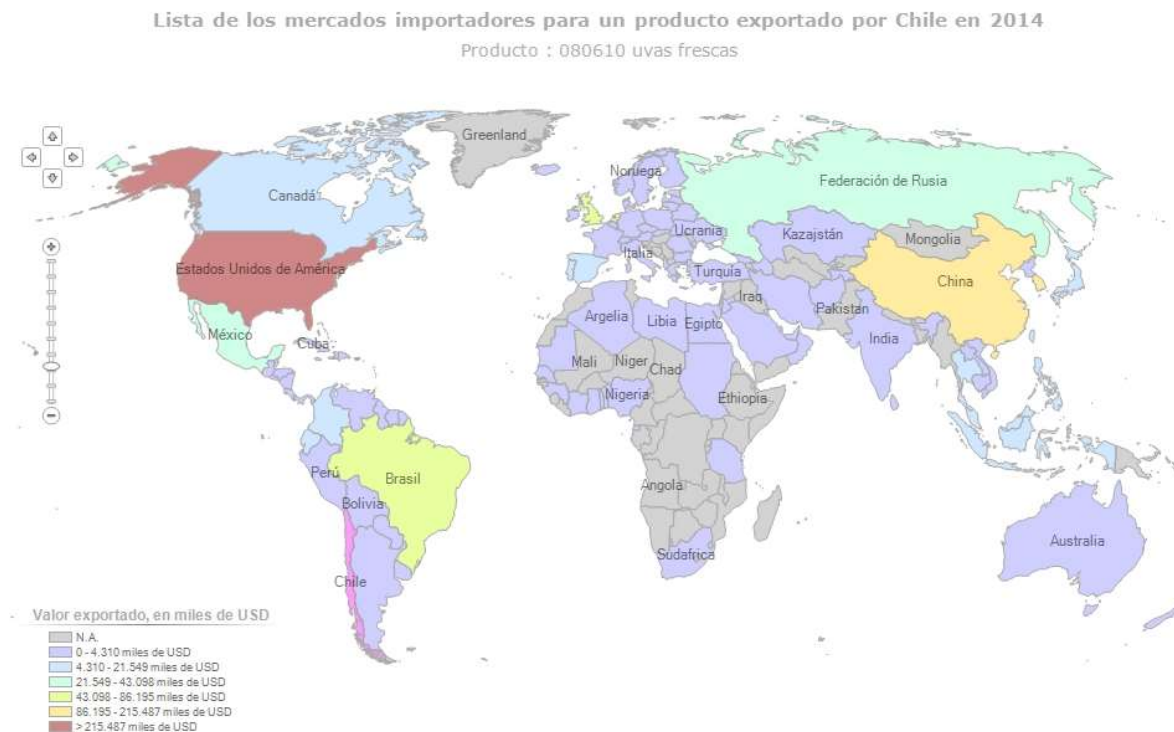 Lista de los mercados importadores para un producto exportado por Chile en 2014
Producto : 080610 uvas frescas
Greenland
Noruega
Federación de Rusia
Canadá
Ucrania
Kazajstán
Mongolia
Italia
Estados Unidos de América
Turquía
China
Iraq
Pakistan
México
Argelia
Libia
Egipto
India
Cuba
Mali
Niger
Chad
Nigeria
Ethiopia
Perú
Brasil
Angola
Bolivia
Australia
Sudafrica
Chile
Valor exportado, en miles de USD
N.A.
0 - 4.310 miles de USD
4.310 - 21.549 miles de USD
21.549 - 43.098 miles de USD
43.098 - 86.195 miles de USD
86.195 - 215.487 miles de USD
> 215.487 miles de USD